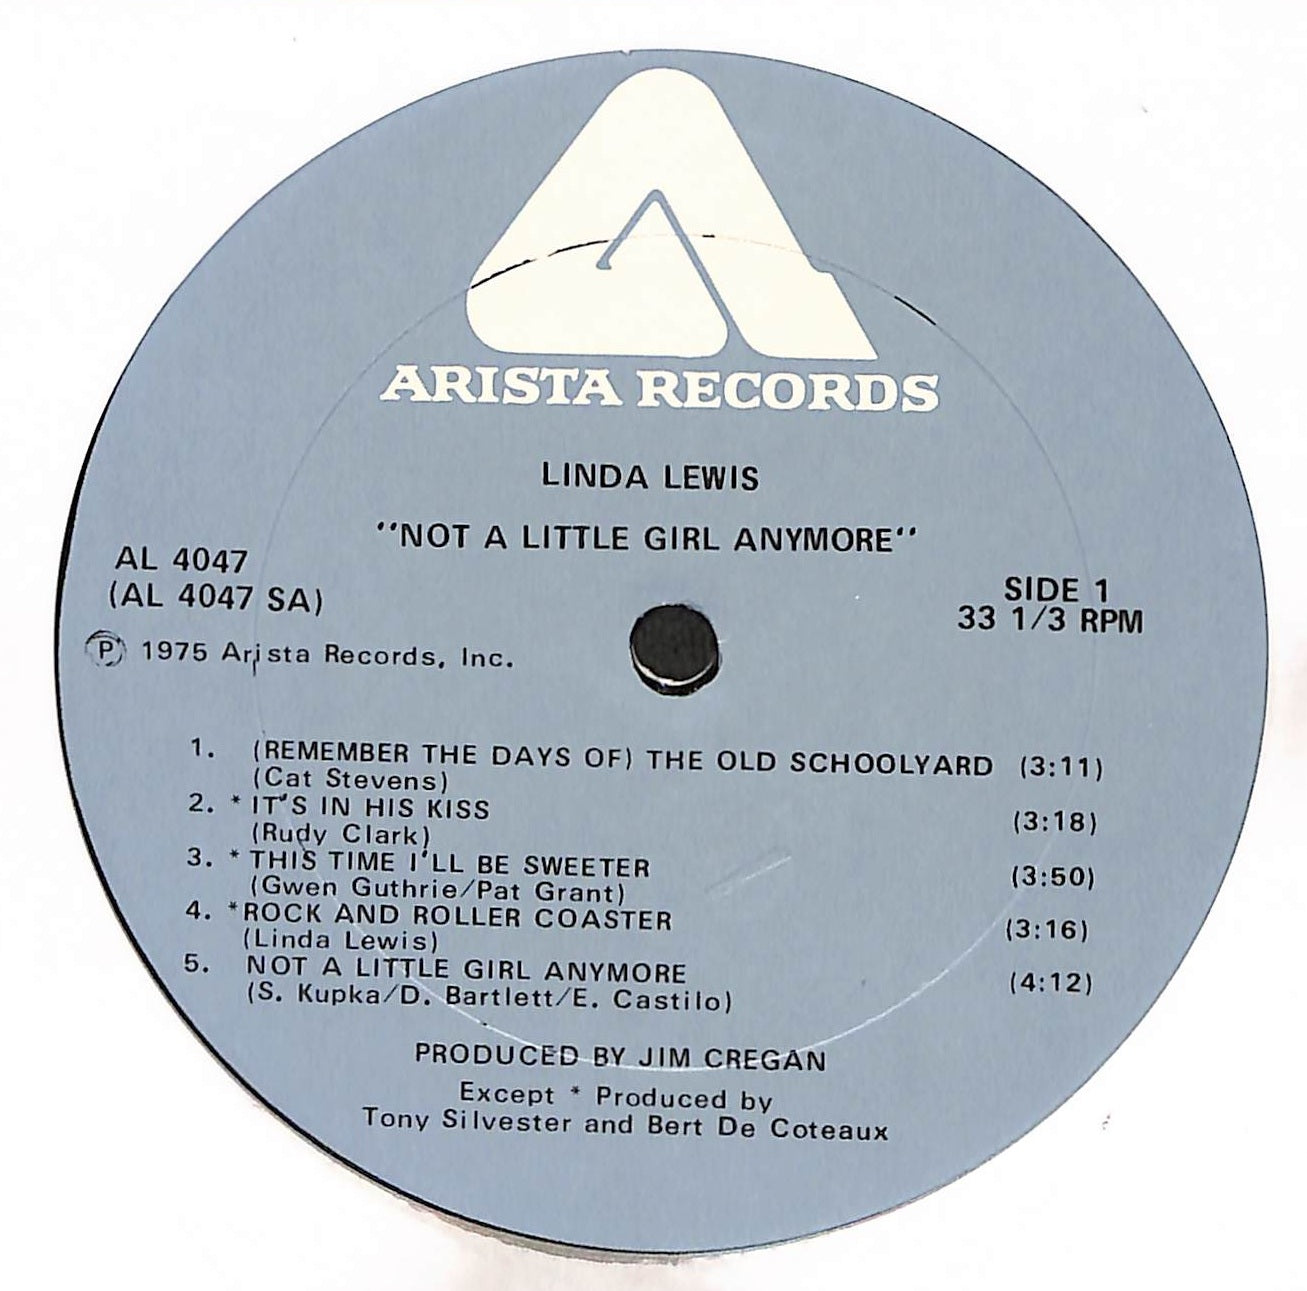 ARISTA RECORDS
LINDA LEWIS
"NOT A LITTLE GIRL ANYMORE"
AL 4047
(AL 4047 SA)
SIDE 1
33 1/3 RPM
Ⓟ 1975 Arista Records, Inc.
1. (REMEMBER THE DAYS OF) THE OLD SCHOOLYARD (3:11)
(Cat Stevens)
2. * IT'S IN HIS KISS (3:18)
(Rudy Clark)
3. * THIS TIME I'LL BE SWEETER (3:50)
(Gwen Guthrie/Pat Grant)
4. *ROCK AND ROLLER COASTER (3:16)
(Linda Lewis)
5. NOT A LITTLE GIRL ANYMORE (4:12)
(S. Kupka/D. Bartlett/E. Castilo)
PRODUCED BY JIM CREGAN
Except * Produced by
Tony Silvester and Bert De Coteaux